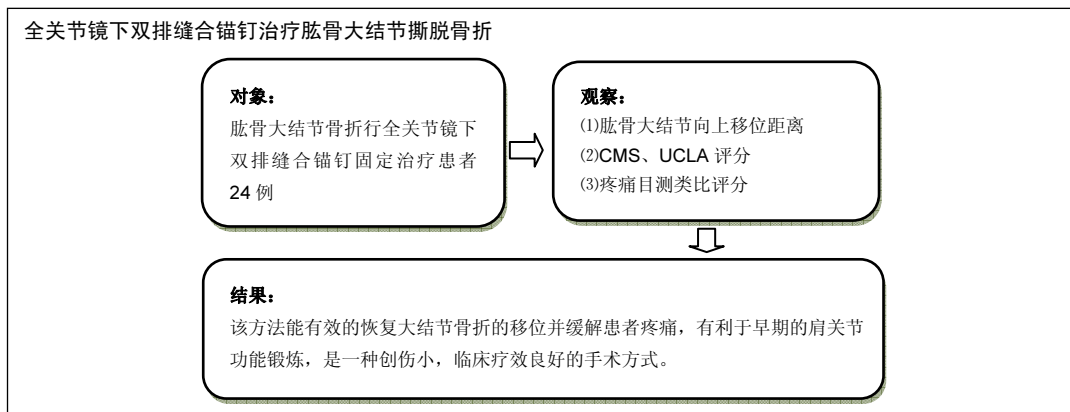 全关节镜下双排缝合锚钉治疗肱骨大结节撕脱骨折
对象：
肱骨大结节骨折行全关节镜下
双排缝合锚钉固定治疗患者
24 例
观察：
⑴肱骨大结节向上移位距离
⑵CMS、UCLA 评分
⑶疼痛目测类比评分
结果：
该方法能有效的恢复大结节骨折的移位并缓解患者疼痛，有利于早期的肩关节
功能锻炼，是一种创伤小，临床疗效良好的手术方式。